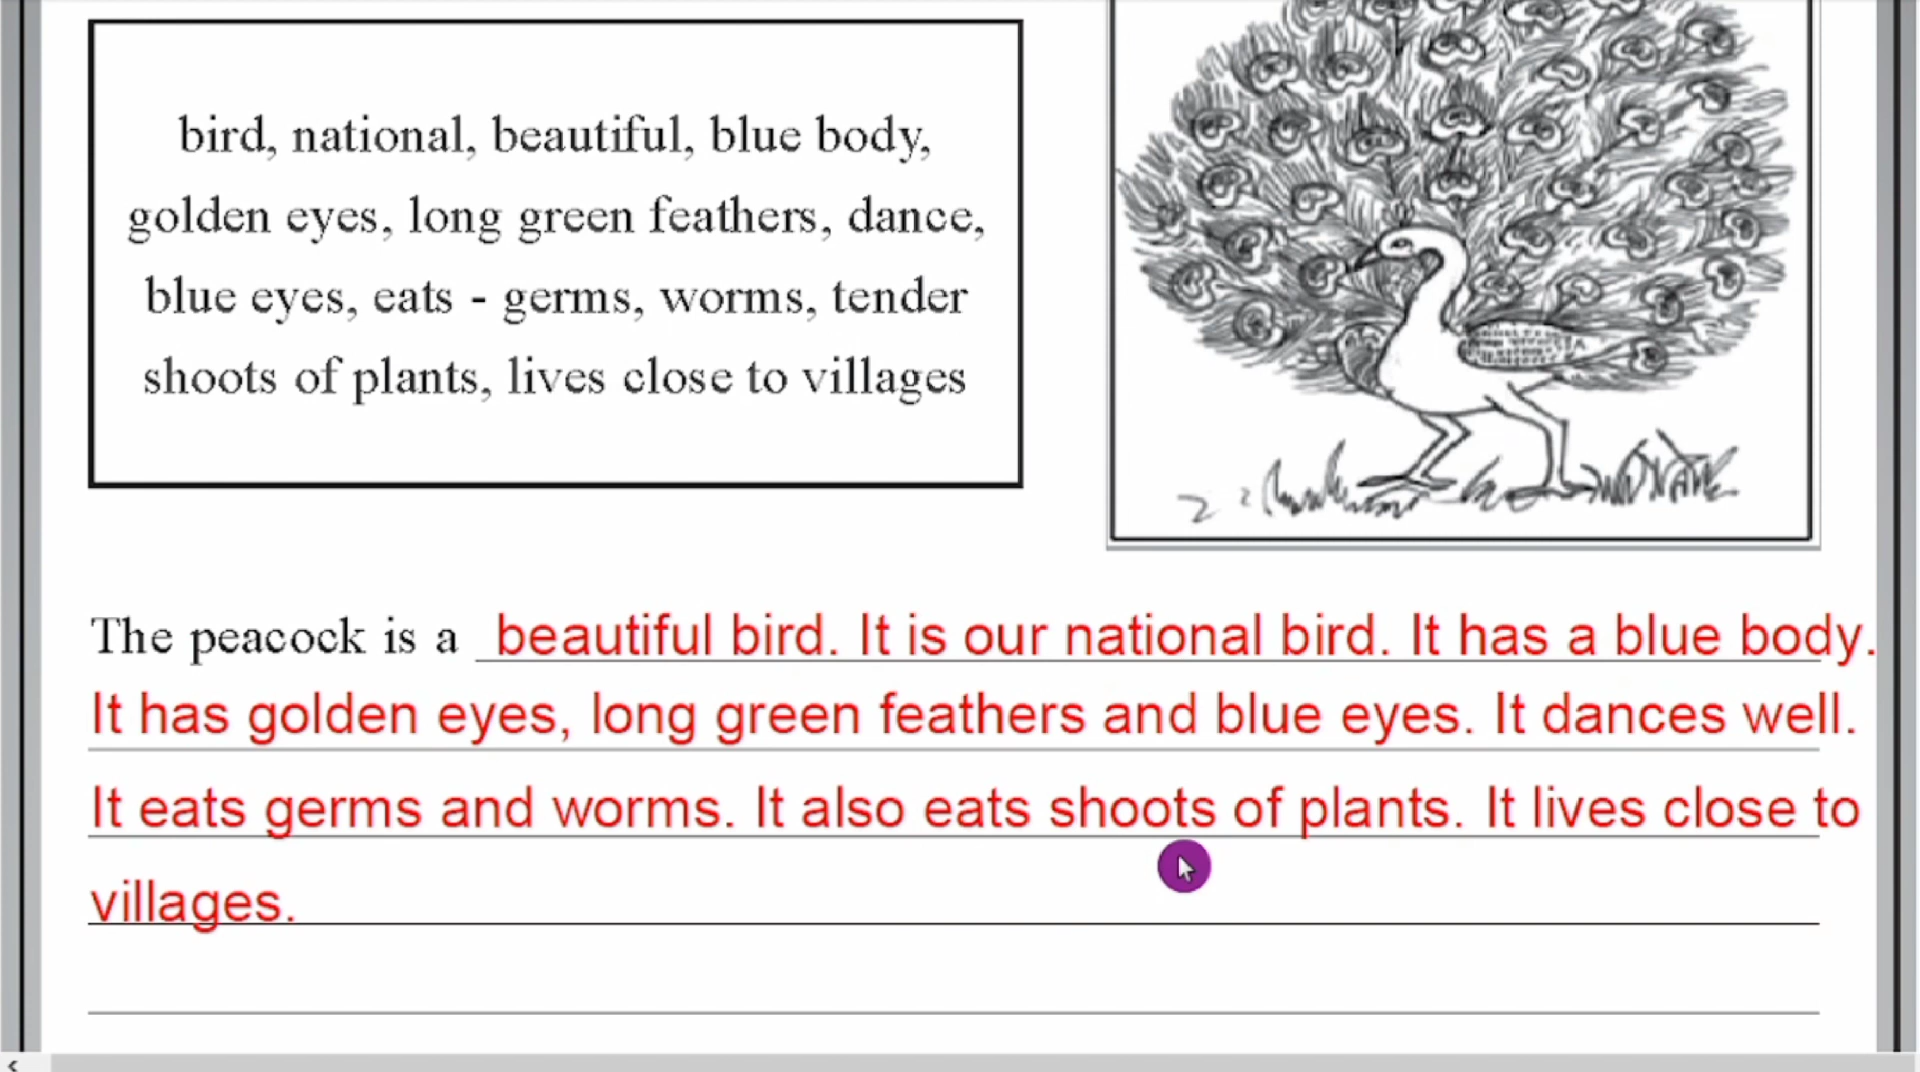 bird, national, beautiful, blue body,
golden eyes, long green feathers, dance,
blue eyes, eats - germs, worms, tender
shoots of plants, lives close to villages
The peacock is a beautiful bird. It is our national bird. It has a blue body.
It has golden eyes, long green feathers and blue eyes. It dances well.
It eats germs and worms. It also eats shoots of plants. It lives close to
villages.